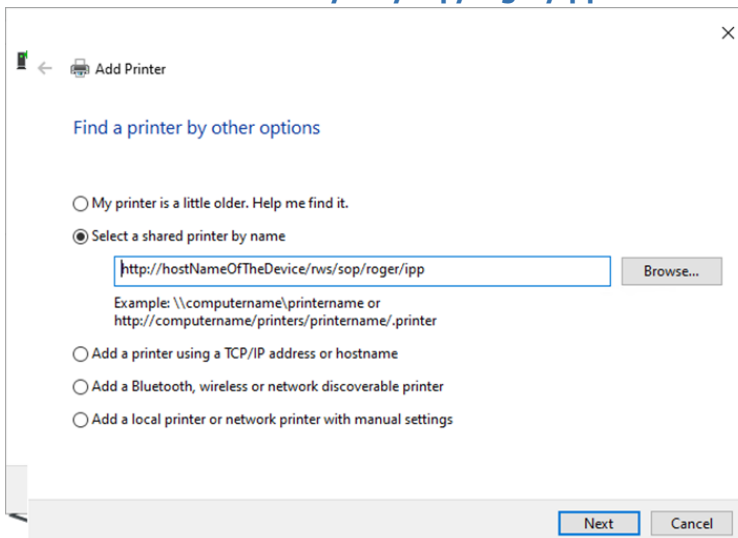 Add Printer
Find a printer by other options
My printer is a little older. Help me find it.
Select a shared printer by name
http://hostNameOfTheDevice/rws/sop/roger/ipp
Browse...
Example: \\computername\printername or
http://computername/printers/printername/.printer
Add a printer using a TCP/IP address or hostname
Add a Bluetooth, wireless or network discoverable printer
Add a local printer or network printer with manual settings
Next
Cancel